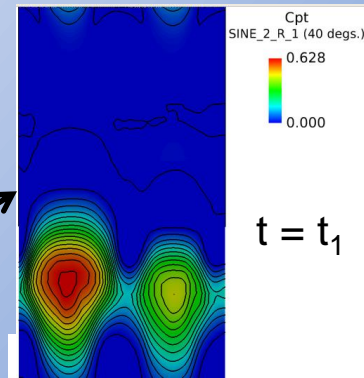 Cpt
SINE_2_R_1 (40 degs.)
0.628
0.000
t = t₁